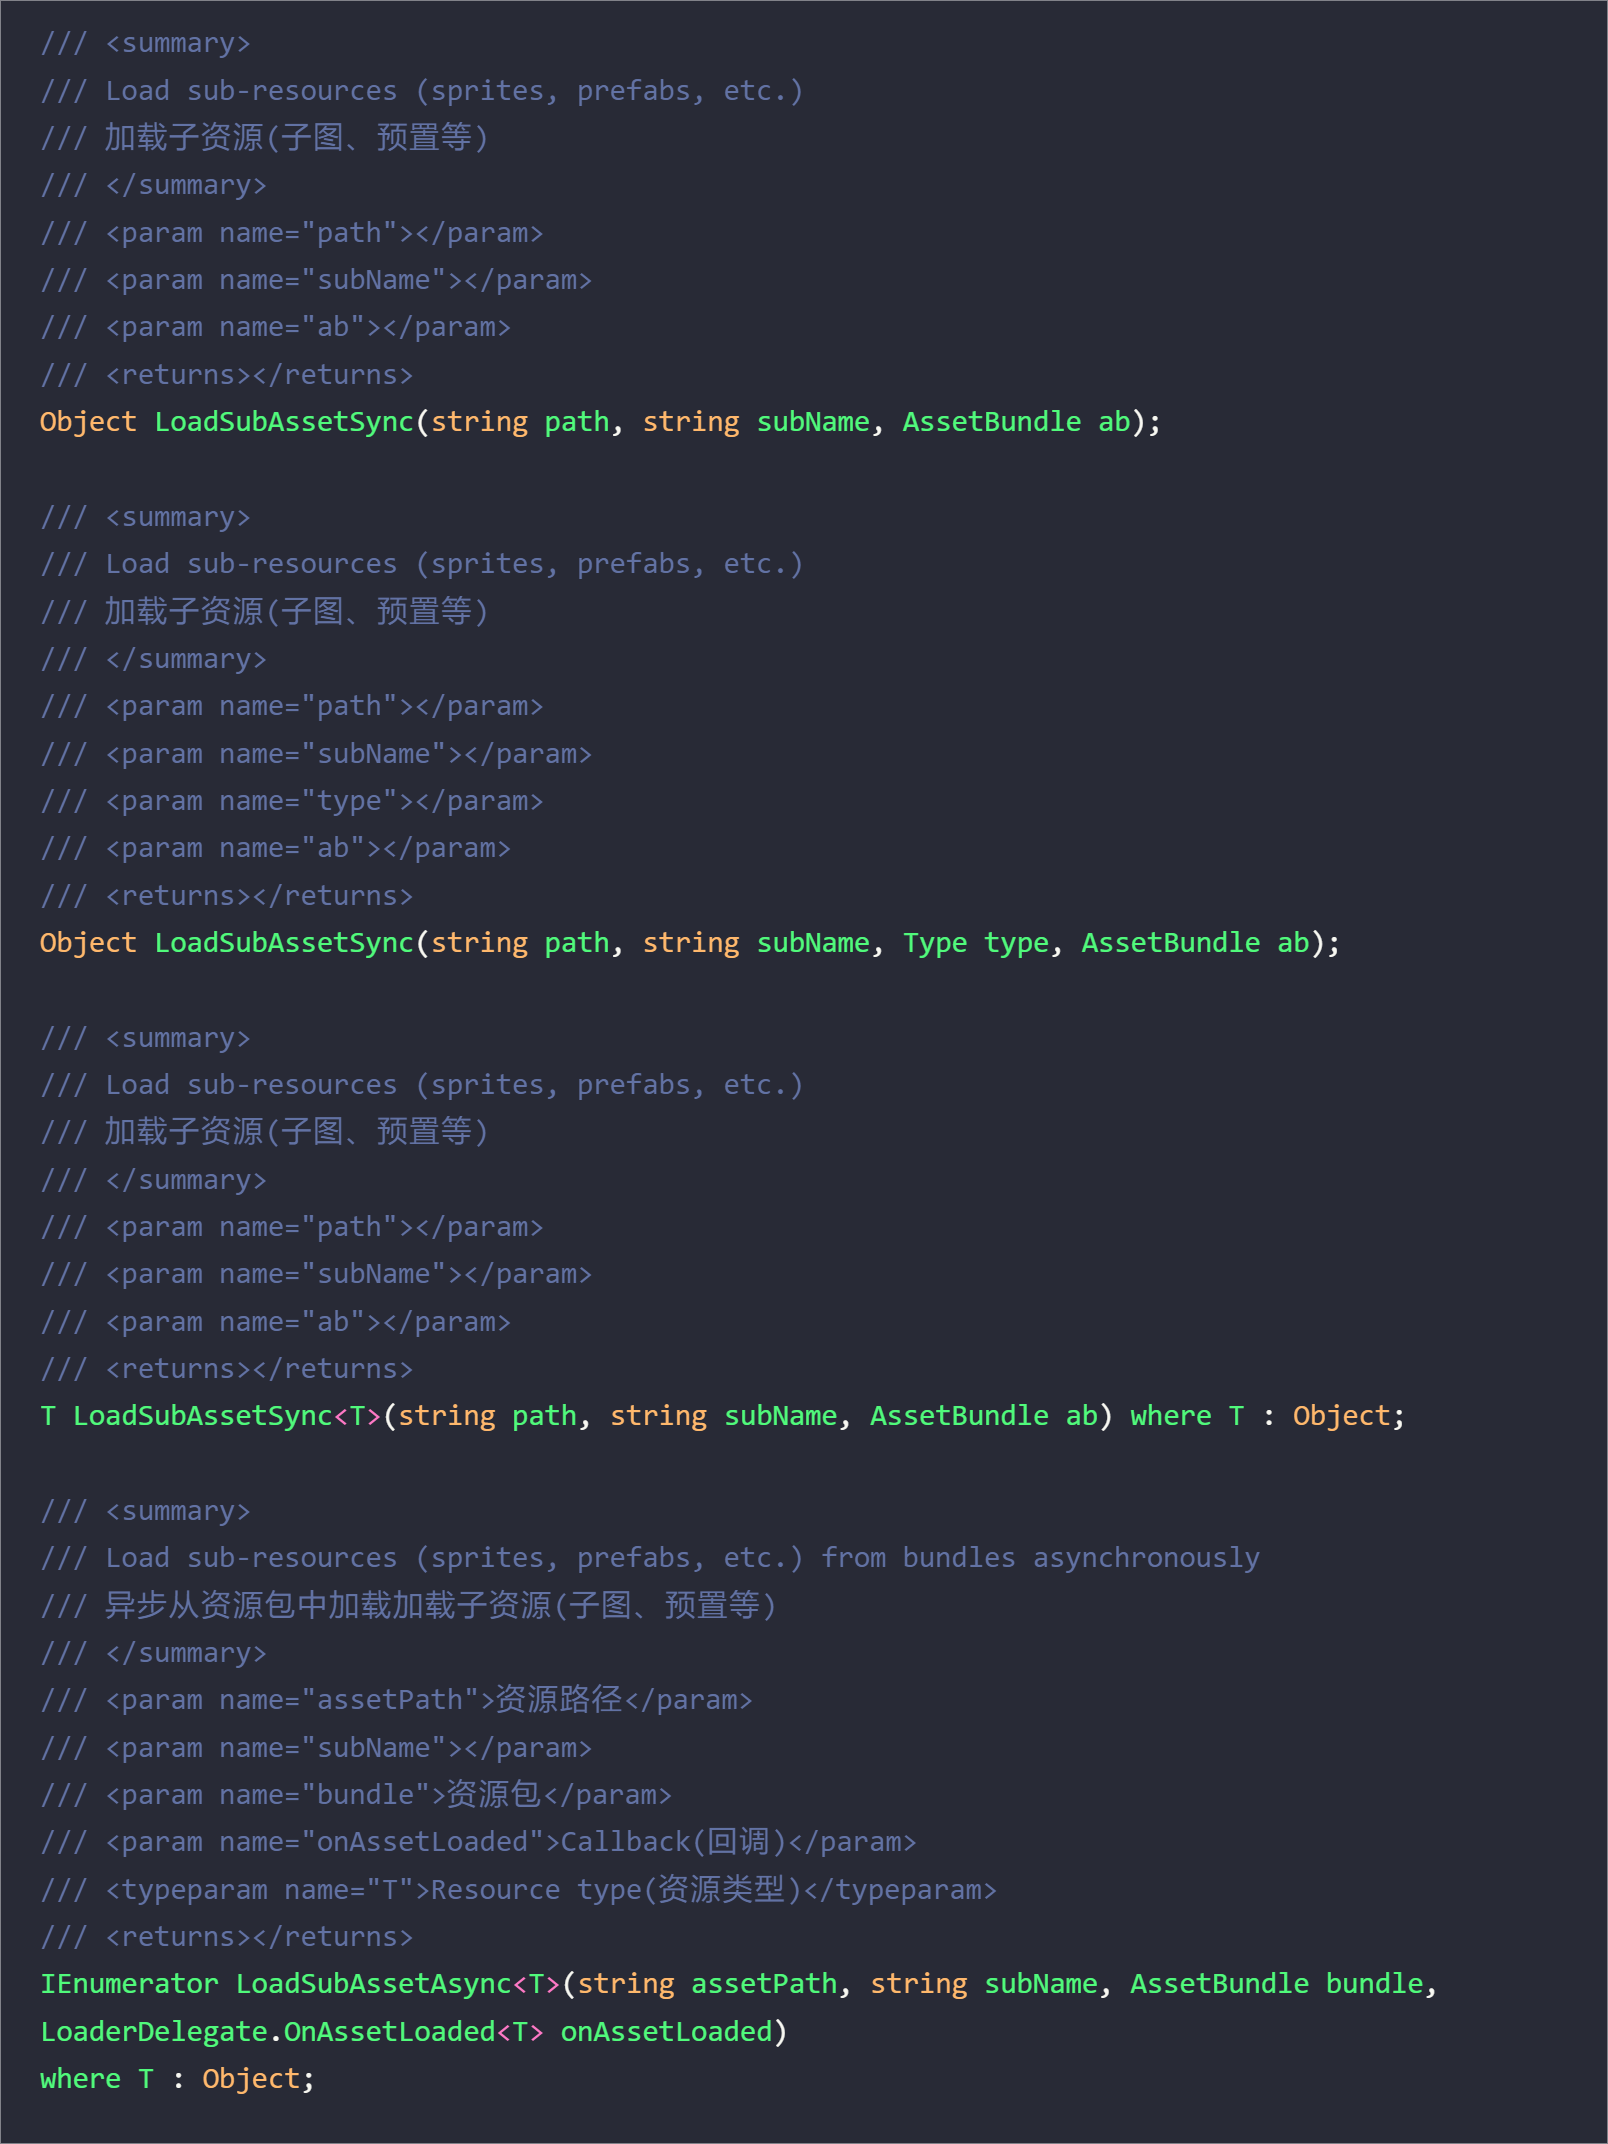 /// <summary>
/// Load sub-resources (sprites, prefabs, etc.)
/// 加载子资源(子图、预置等)
/// </summary>
/// <param name="path"></param>
/// <param name="subName"></param>
/// <param name="ab"></param>
/// <returns></returns>
Object LoadSubAssetSync(string path, string subName, AssetBundle ab);
/// <summary>
/// Load sub-resources (sprites, prefabs, etc.)
/// 加载子资源(子图、预置等)
/// </summary>
/// <param name="path"></param>
/// <param name="subName"></param>
/// <param name="type"></param>
/// <param name="ab"></param>
/// <returns></returns>
Object LoadSubAssetSync(string path, string subName, Type type, AssetBundle ab);
/// <summary>
/// Load sub-resources (sprites, prefabs, etc.)
/// 加载子资源(子图、预置等)
/// </summary>
/// <param name="path"></param>
/// <param name="subName"></param>
/// <param name="ab"></param>
/// <returns></returns>
T LoadSubAssetSync<T>(string path, string subName, AssetBundle ab) where T : Object;
/// <summary>
/// Load sub-resources (sprites, prefabs, etc.) from bundles asynchronously
/// 异步从资源包中加载加载子资源(子图、预置等)
/// </summary>
/// <param name="assetPath">资源路径</param>
/// <param name="subName"></param>
/// <param name="bundle">资源包</param>
/// <param name="onAssetLoaded">Callback(回调)</param>
/// <typeparam name="T">Resource type(资源类型)</typeparam>
/// <returns></returns>
IEnumerator LoadSubAssetAsync<T>(string assetPath, string subName, AssetBundle bundle,
LoaderDelegate.OnAssetLoaded<T> onAssetLoaded)
where T : Object;